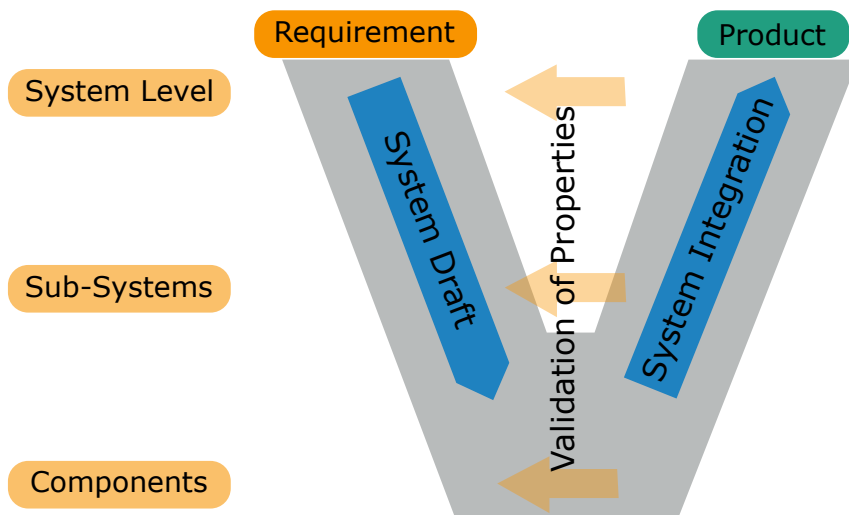 Requirement
Product
System Level
System Draft
Validation of Properties
System Integration
Sub-Systems
Components